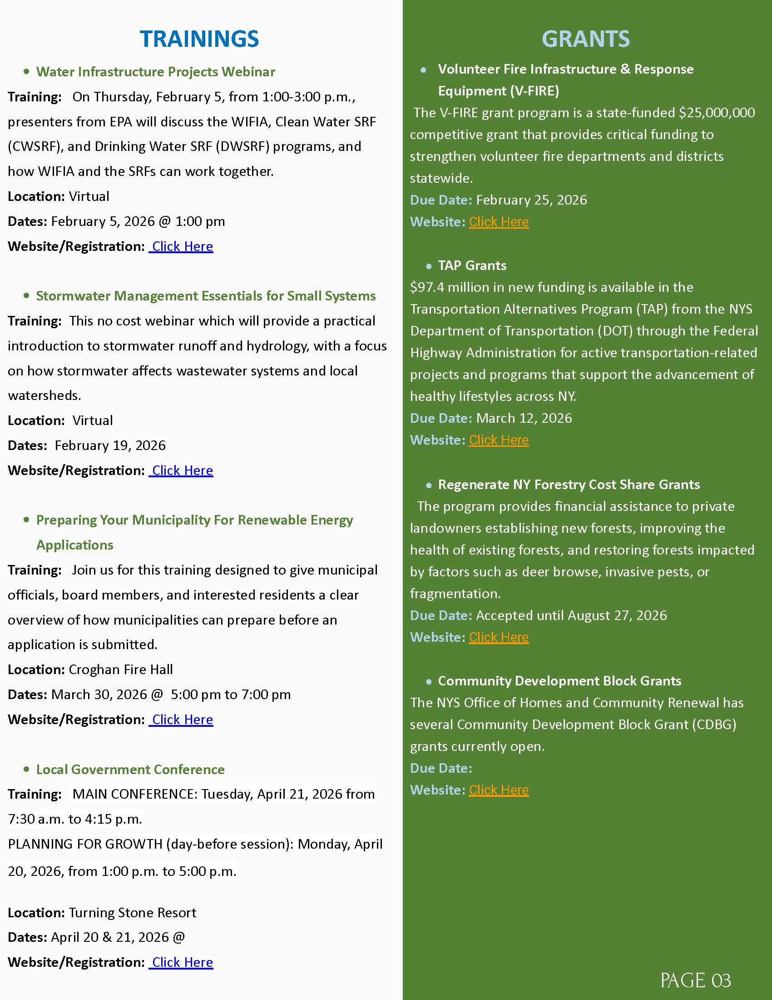 TRAININGS
• Water Infrastructure Projects Webinar
Training: On Thursday, February 5, from 1:00-3:00 p.m.,
presenters from EPA will discuss the WIFIA, Clean Water SRF
(CWSRF), and Drinking Water SRF (DWSRF) programs, and
how WIFIA and the SRFs can work together.
Location: Virtual
Dates: February 5, 2026 @ 1:00 pm
Website/Registration: Click Here
• Stormwater Management Essentials for Small Systems
Training: This no cost webinar which will provide a practical
introduction to stormwater runoff and hydrology, with a focus
on how stormwater affects wastewater systems and local
watersheds.
Location: Virtual
Dates: February 19, 2026
Website/Registration: Click Here
• Preparing Your Municipality For Renewable Energy
Applications
Training: Join us for this training designed to give municipal
officials, board members, and interested residents a clear
overview of how municipalities can prepare before an
application is submitted.
Location: Croghan Fire Hall
Dates: March 30, 2026 @ 5:00 pm to 7:00 pm
Website/Registration: Click Here
• Local Government Conference
Training: MAIN CONFERENCE: Tuesday, April 21, 2026 from
7:30 a.m. to 4:15 p.m.
PLANNING FOR GROWTH (day-before session): Monday, April
20, 2026, from 1:00 p.m. to 5:00 p.m.
Location: Turning Stone Resort
Dates: April 20 & 21, 2026 @
Website/Registration: Click Here
GRANTS
• Volunteer Fire Infrastructure & Response
Equipment (V-FIRE)
The V-FIRE grant program is a state-funded $25,000,000
competitive grant that provides critical funding to
strengthen volunteer fire departments and districts
statewide.
Due Date: February 25, 2026
Website: Click Here
• TAP Grants
$97.4 million in new funding is available in the
Transportation Alternatives Program (TAP) from the NYS
Department of Transportation (DOT) through the Federal
Highway Administration for active transportation-related
projects and programs that support the advancement of
healthy lifestyles across NY.
Due Date: March 12, 2026
Website: Click Here
• Regenerate NY Forestry Cost Share Grants
The program provides financial assistance to private
landowners establishing new forests, improving the
health of existing forests, and restoring forests impacted
by factors such as deer browse, invasive pests, or
fragmentation.
Due Date: Accepted until August 27, 2026
Website: Click Here
• Community Development Block Grants
The NYS Office of Homes and Community Renewal has
several Community Development Block Grant (CDBG)
grants currently open.
Due Date:
Website: Click Here
PAGE 03